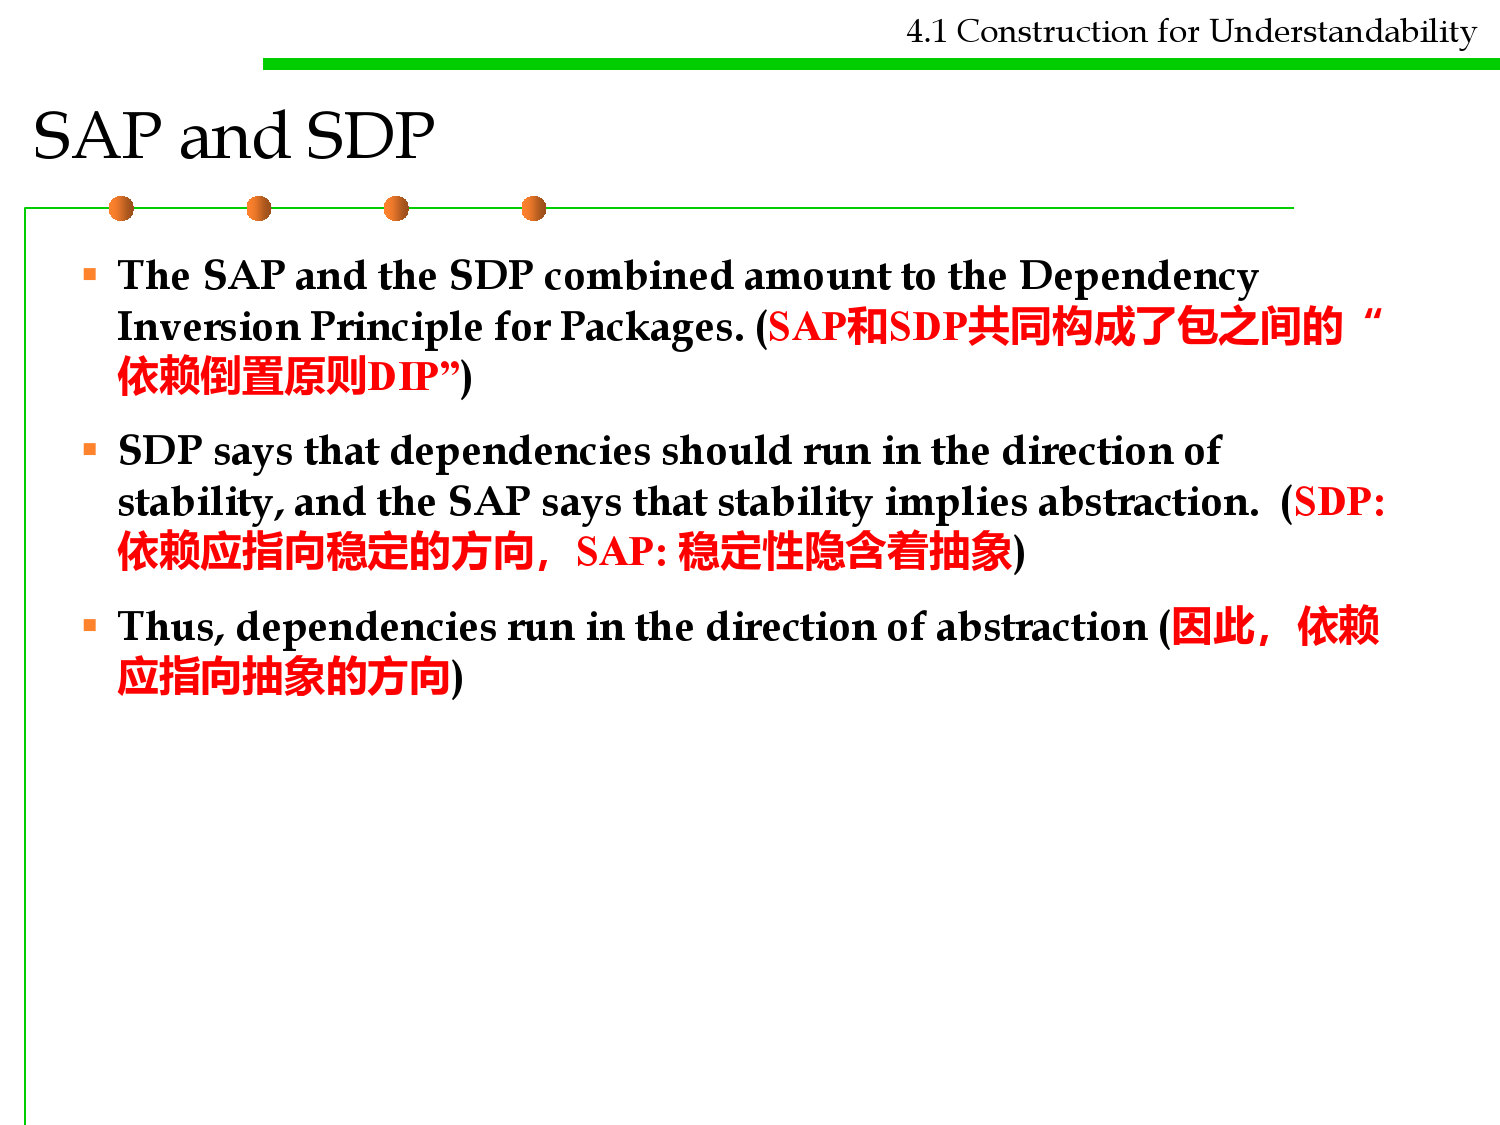 4.1 Construction for Understandability
SAP and SDP
▪ The SAP and the SDP combined amount to the Dependency
Inversion Principle for Packages. (SAP和SDP共同构成了包之间的“
依赖倒置原则DIP”)
▪ SDP says that dependencies should run in the direction of
stability, and the SAP says that stability implies abstraction. (SDP:
依赖应指向稳定的方向，SAP: 稳定性隐含着抽象)
▪ Thus, dependencies run in the direction of abstraction (因此，依赖
应指向抽象的方向)